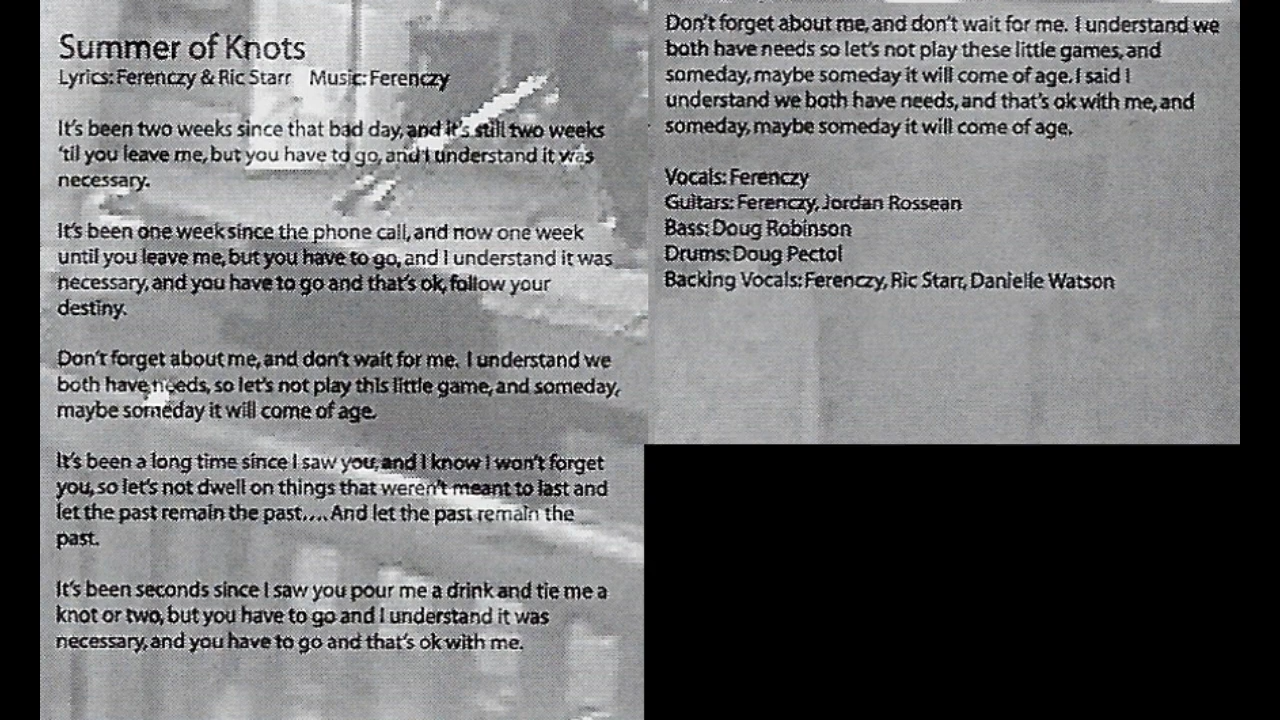 Summer of Knots
Lyrics: Ferenczy & Ric Starr Music: Ferenczy
It's been two weeks since that bad day, and it's still two weeks
'til you leave me, but you have to go, and I understand it was
necessary.
It's been one week since the phone call, and now one week
until you leave me, but you have to go, and I understand it was
necessary, and you have to go and that's ok, follow your
destiny.
Don't forget about me, and don't wait for me. I understand we
both have needs, so let's not play this little game, and someday,
maybe someday it will come of age.
It's been a long time since I saw you, and I know I won't forget
you, so let's not dwell on things that weren't meant to last and
let the past remain the past.... And let the past remain the
past.
It's been seconds since I saw you pour me a drink and tie me a
knot or two, but you have to go and I understand it was
necessary, and you have to go and that's ok with me.
Don't forget about me, and don't wait for me. I understand we
both have needs so let's not play these little games, and
someday, maybe someday it will come of age. I said I
understand we both have needs, and that's ok with me, and
someday, maybe someday it will come of age.
Vocals: Ferenczy
Guitars: Ferenczy, Jordan Rossean
Bass: Doug Robinson
Drums: Doug Pectol
Backing Vocals: Ferenczy, Ric Starr, Danielle Watson